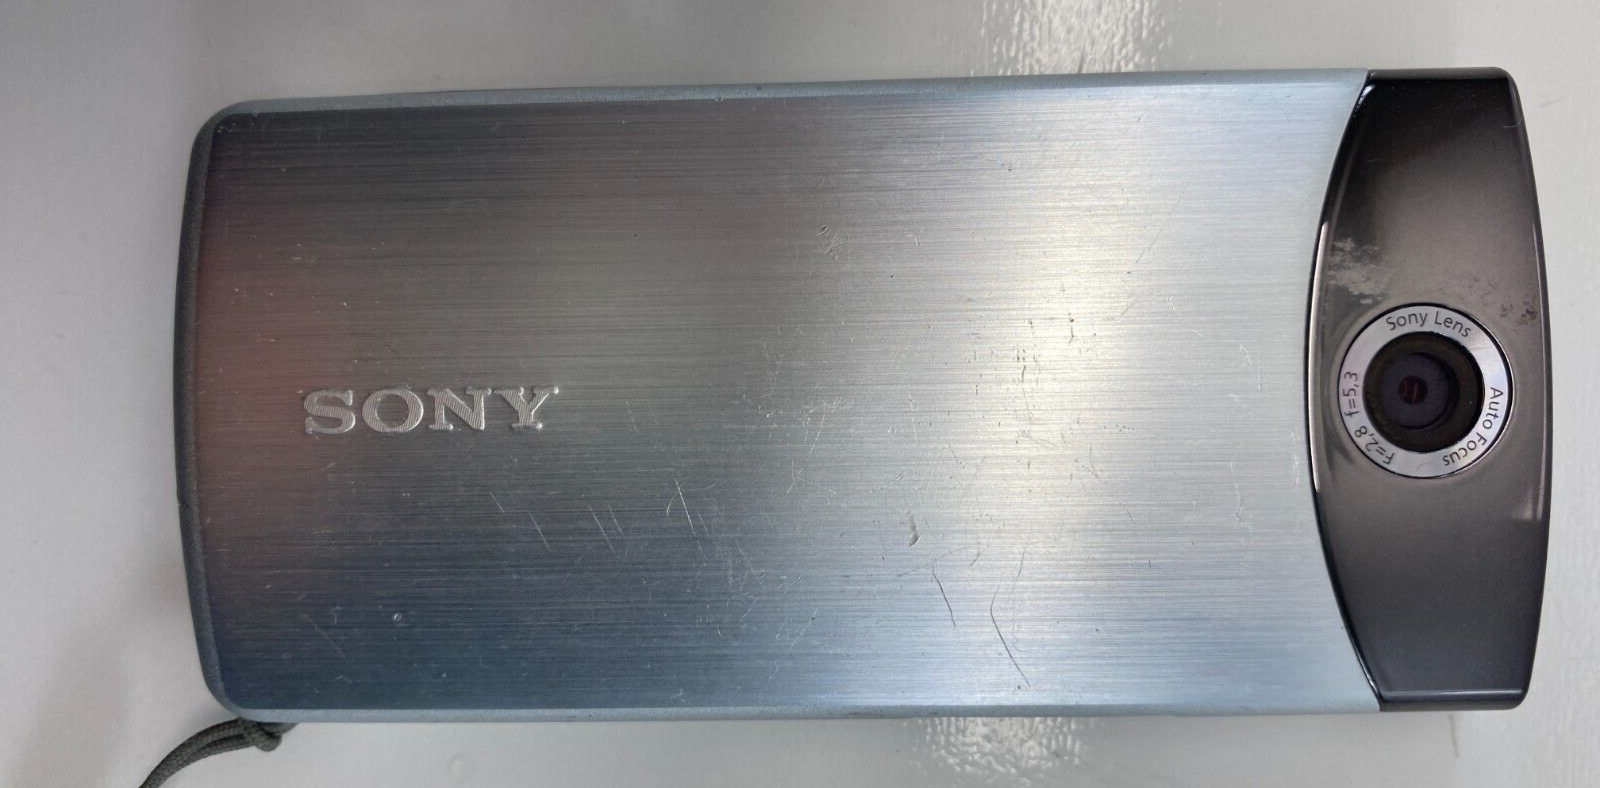 SONY
Sony Lens
Auto Focus
F=2,8 f=5,3